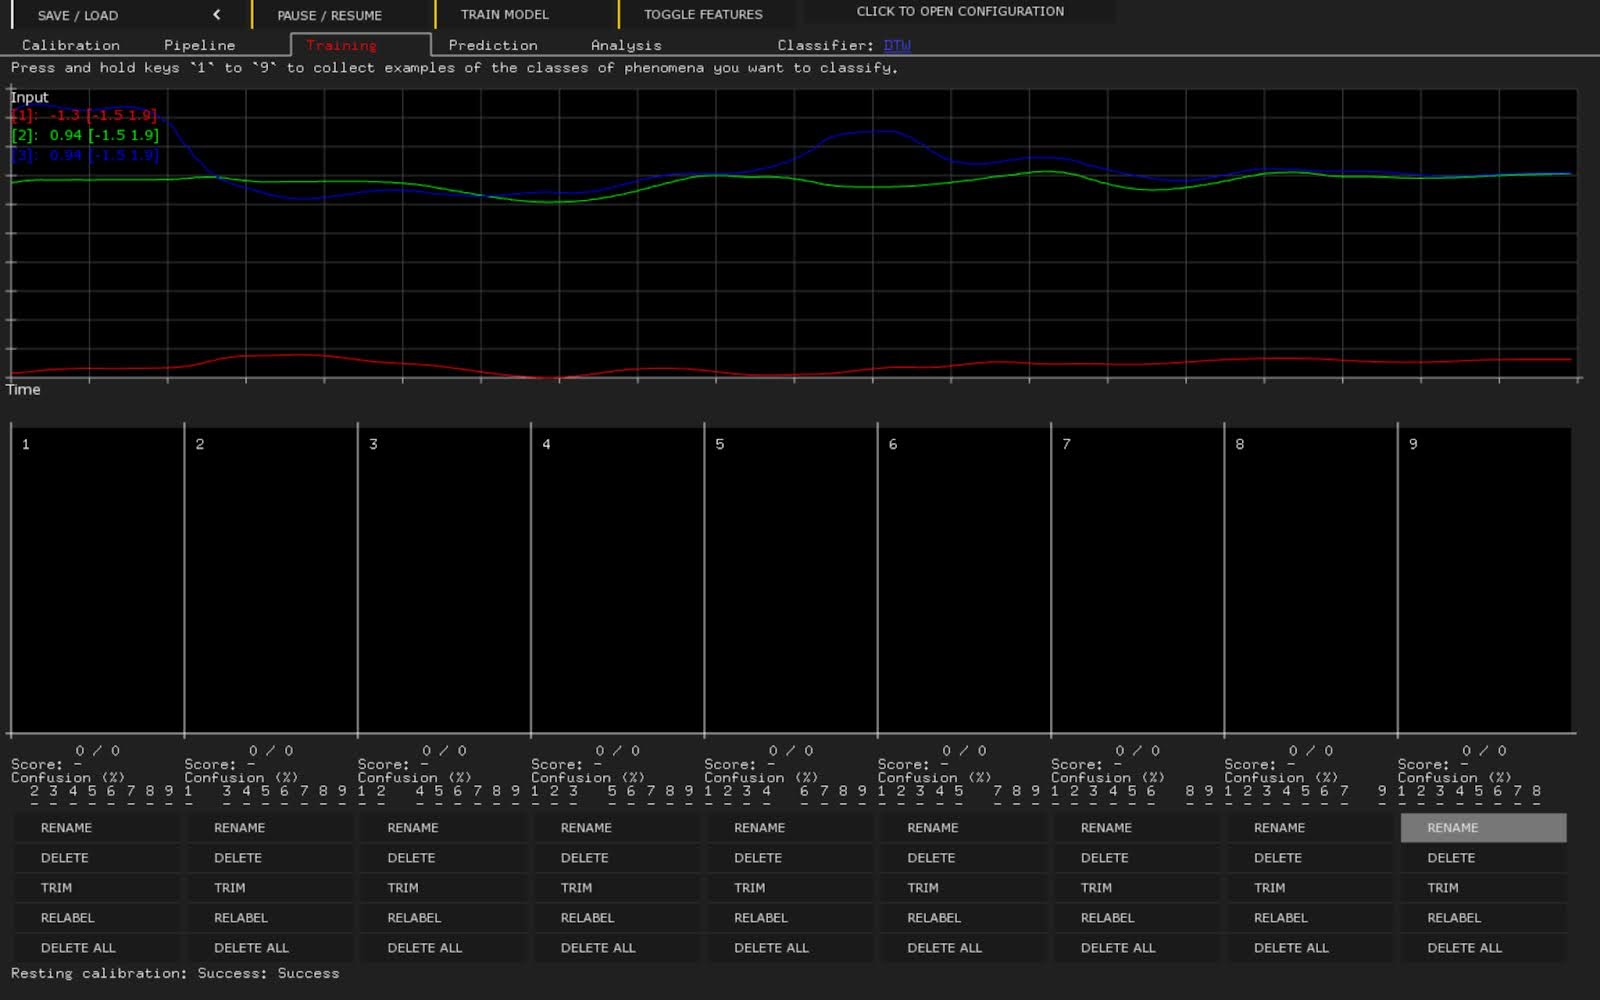 SAVE / LOAD < PAUSE / RESUME TRAIN MODEL TOGGLE FEATURES CLICK TO OPEN CONFIGURATION
Calibration Pipeline Training Prediction Analysis Classifier: DTW
Press and hold keys `1` to `9` to collect examples of the classes of phenomena you want to classify.
Input
[1]: -1.3 [-1.5 1.9]
[2]: 0.94 [-1.5 1.9]
[3]: 0.94 [-1.5 1.9]
Time
1 2 3 4 5 6 7 8 9
0 / 0 0 / 0 0 / 0 0 / 0 0 / 0 0 / 0 0 / 0 0 / 0 0 / 0
Score: - Score: - Score: - Score: - Score: - Score: - Score: - Score: - Score: -
Confusion (%) Confusion (%) Confusion (%) Confusion (%) Confusion (%) Confusion (%) Confusion (%) Confusion (%) Confusion (%)
2 3 4 5 6 7 8 9 1 3 4 5 6 7 8 9 1 2 4 5 6 7 8 9 1 2 3 5 6 7 8 9 1 2 3 4 6 7 8 9 1 2 3 4 5 7 8 9 1 2 3 4 5 6 8 9 1 2 3 4 5 6 7 9 1 2 3 4 5 6 7 8
- - - - - - - - - - - - - - - - - - - - - - - - - - - - - - - - - - - - - - - - - - - - - - - - - - - - - - - - - - - - - - - - - - - - - - - -
RENAME RENAME RENAME RENAME RENAME RENAME RENAME RENAME RENAME
DELETE DELETE DELETE DELETE DELETE DELETE DELETE DELETE DELETE
TRIM TRIM TRIM TRIM TRIM TRIM TRIM TRIM TRIM
RELABEL RELABEL RELABEL RELABEL RELABEL RELABEL RELABEL RELABEL RELABEL
DELETE ALL DELETE ALL DELETE ALL DELETE ALL DELETE ALL DELETE ALL DELETE ALL DELETE ALL DELETE ALL
Resting calibration: Success: Success